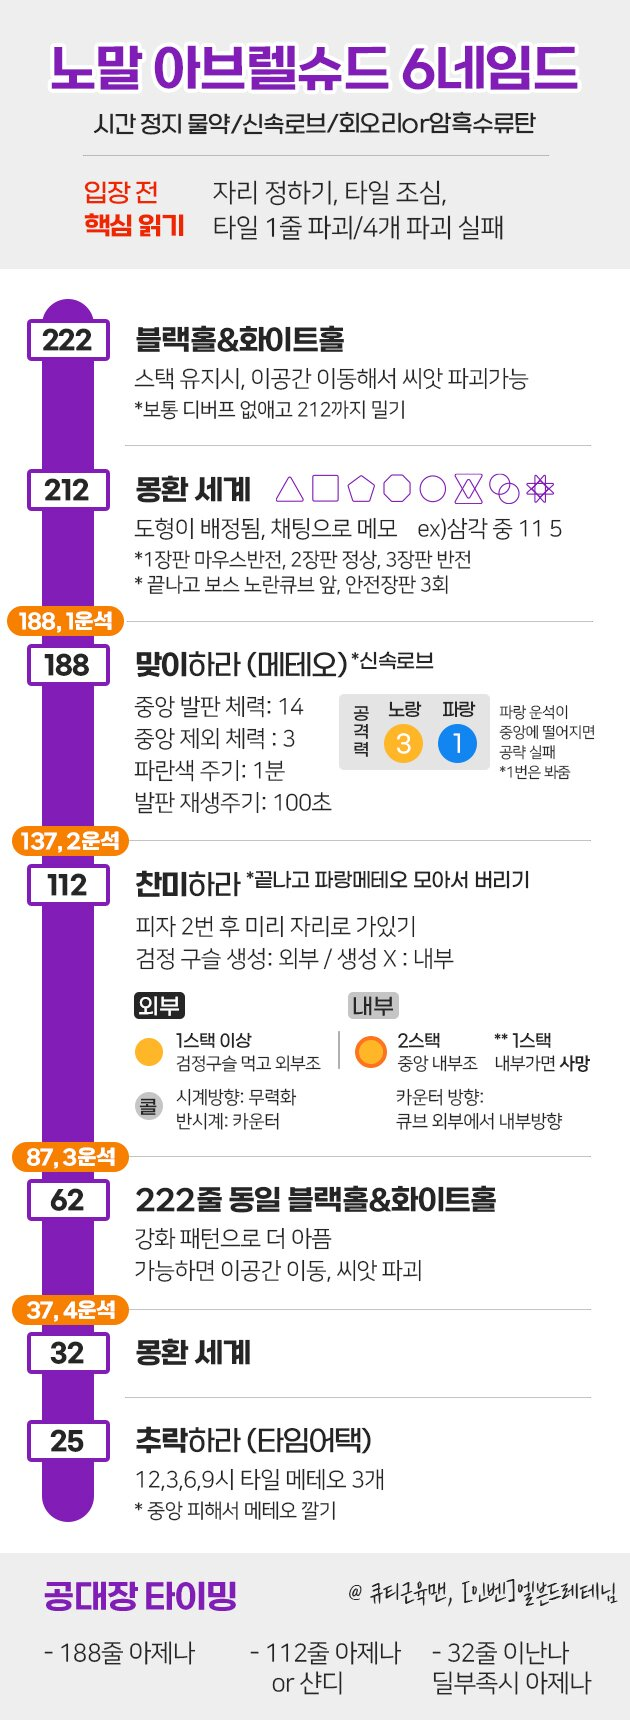 노말 아브렐슈드 6네임드
시간 정지 물약/신속로브/회오리or암흑수류탄
입장 전
핵심 읽기
자리 정하기, 타일 조심,
타일 1줄 파괴/4개 파괴 실패
222
블랙홀&화이트홀
스택 유지시, 이공간 이동해서 씨앗 파괴가능
*보통 디버프 없애고 212까지 밀기
212
몽환 세계
도형이 배정됨, 채팅으로 메모 ex)삼각 중 11 5
*1장판 마우스반전, 2장판 정상, 3장판 반전
* 끝나고 보스 노란큐브 앞, 안전장판 3회
188, 1운석
188
맞이하라 (메테오) *신속로브
중앙 발판 체력: 14
중앙 제외 체력 : 3
파란색 주기: 1분
발판 재생주기: 100초
공격력
노랑 파랑
3 1
파랑 운석이
중앙에 떨어지면
공략 실패
*1번은 봐줌
137, 2운석
112
찬미하라 *끝나고 파랑메테오 모아서 버리기
피자 2번 후 미리 자리로 가있기
검정 구슬 생성: 외부 / 생성 X : 내부
외부
1스택 이상
검정구슬 먹고 외부조
내부
2스택
중앙 내부조
** 1스택
내부가면 사망
콜
시계방향: 무력화
반시계: 카운터
카운터 방향:
큐브 외부에서 내부방향
87, 3운석
62
222줄 동일 블랙홀&화이트홀
강화 패턴으로 더 아픔
가능하면 이공간 이동, 씨앗 파괴
37, 4운석
32
몽환 세계
25
추락하라 (타임어택)
12,3,6,9시 타일 메테오 3개
* 중앙 피해서 메테오 깔기
공대장 타이밍
@ 큐티근육맨, [인벤]엘븐드레테님
- 188줄 아제나
- 112줄 아제나
or 샨디
- 32줄 이난나
딜부족시 아제나